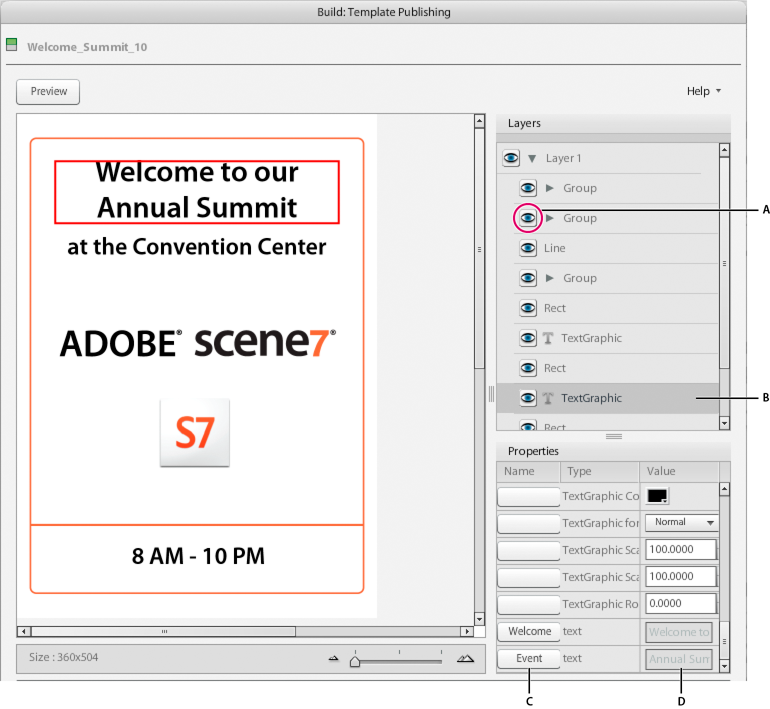 Build: Template Publishing
Welcome_Summit_10
Preview
Help
Welcome to our
Annual Summit
at the Convention Center
ADOBE® scene7®
S7
8 AM - 10 PM
Size : 360x504
Layers
Layer 1
Group
Group
A
Line
Group
Rect
TextGraphic
Rect
TextGraphic
B
Rect
Properties
Name Type Value
TextGraphic Co
TextGraphic for Normal
TextGraphic Sca 100.0000
TextGraphic Sca 100.0000
TextGraphic Ro 0.0000
Welcome text Welcome to
Event text Annual Sum
C D